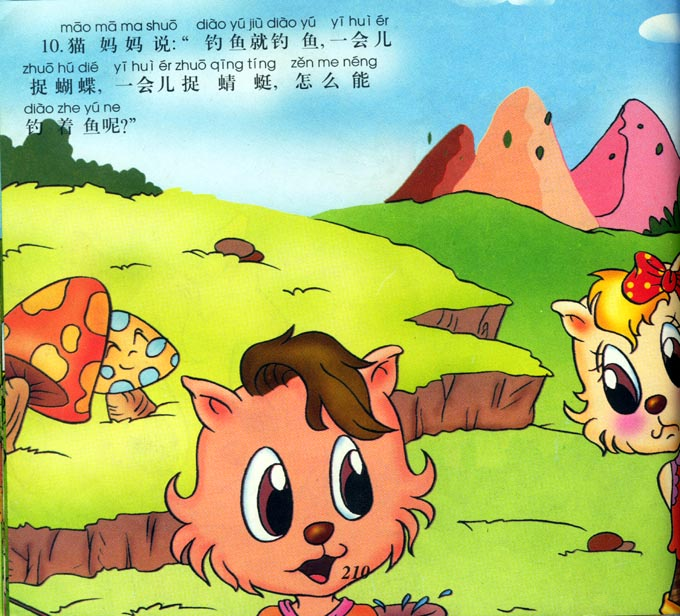 māo mā ma shuō diào yú jiù diào yú yī huì ér
10.猫 妈 妈 说:“ 钓 鱼 就 钓 鱼,一 会 儿
zhuō hú dié yī huì ér zhuō qīng tíng zěn me néng
捉 蝴 蝶, 一 会 儿 捉 蜻 蜓, 怎 么 能
diào zhe yú ne
钓 着 鱼 呢?”
210